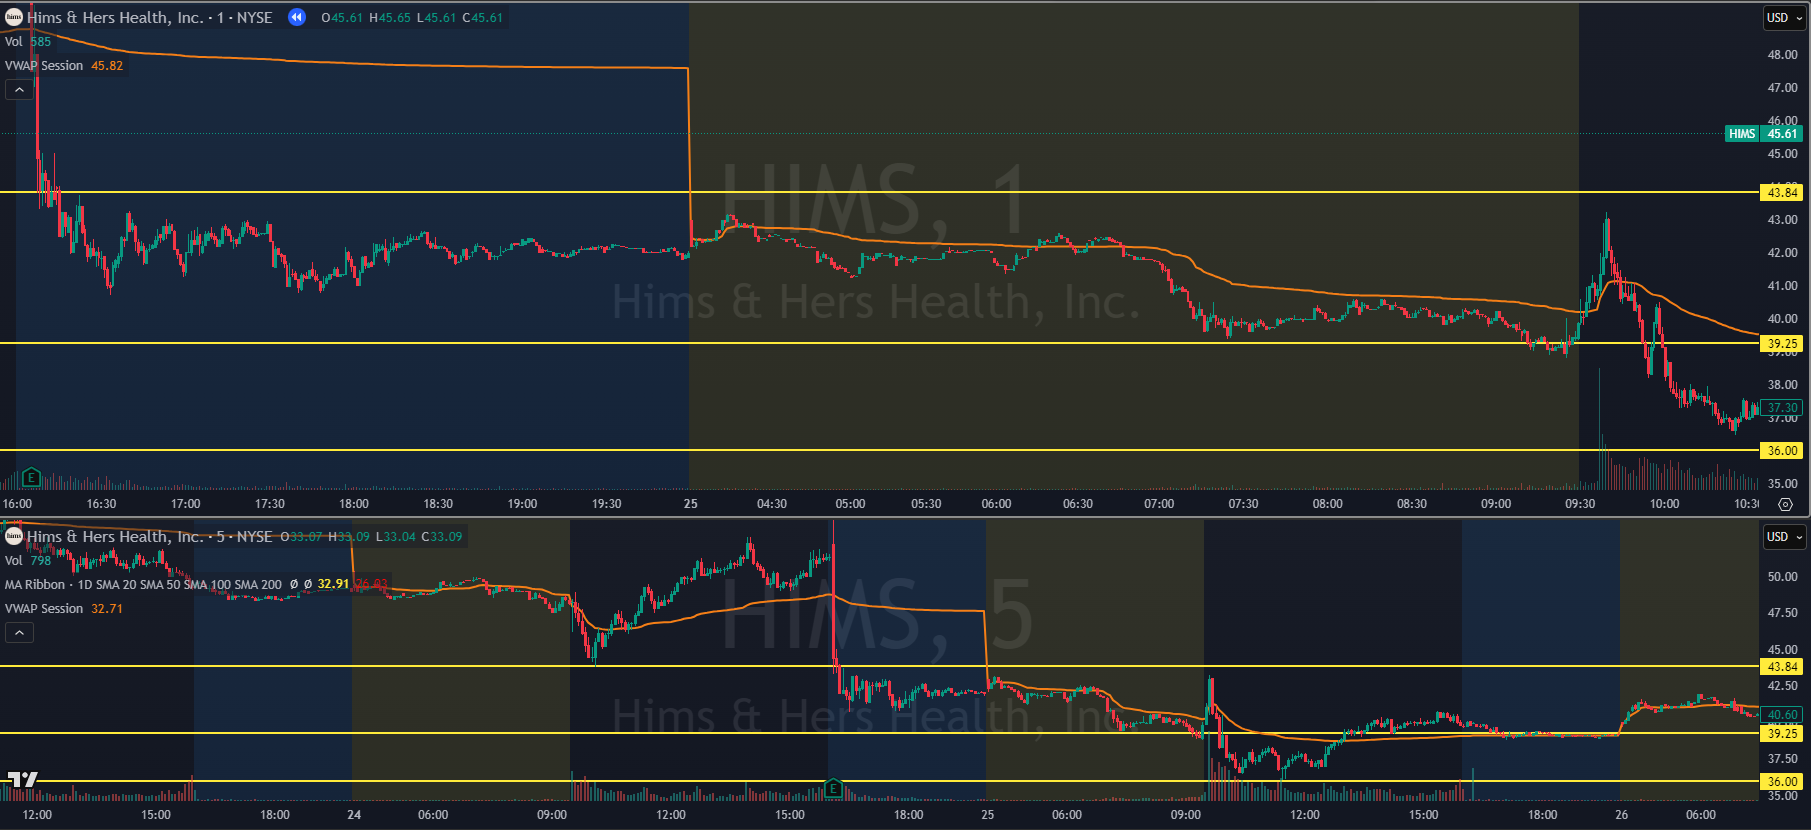 hims Hims & Hers Health, Inc. · 1 · NYSE O45.61 H45.65 L45.61 C45.61
Vol 585
VWAP Session 45.82
USD
48.00
47.00
46.00
HIMS 45.61
45.00
43.84
43.00
42.00
41.00
40.00
39.25
39.00
38.00
37.30
37.00
36.00
35.00
HIMS, 1
Hims & Hers Health, Inc.
E
16:00 16:30 17:00 17:30 18:00 18:30 19:00 19:30 25 04:30 05:00 05:30 06:00 06:30 07:00 07:30 08:00 08:30 09:00 09:30 10:00 10:30
hims Hims & Hers Health, Inc. · 5 · NYSE O33.07 H33.09 L33.04 C33.09
Vol 798
MA Ribbon · 1D SMA 20 SMA 50 SMA 100 SMA 200 Ø Ø 32.91
VWAP Session 32.71
USD
50.00
47.50
45.00
43.84
42.50
40.60
39.25
37.50
36.00
35.00
HIMS, 5
Hims & Hers Health, Inc.
E
12:00 15:00 18:00 24 06:00 09:00 12:00 15:00 18:00 25 06:00 09:00 12:00 15:00 18:00 26 06:00